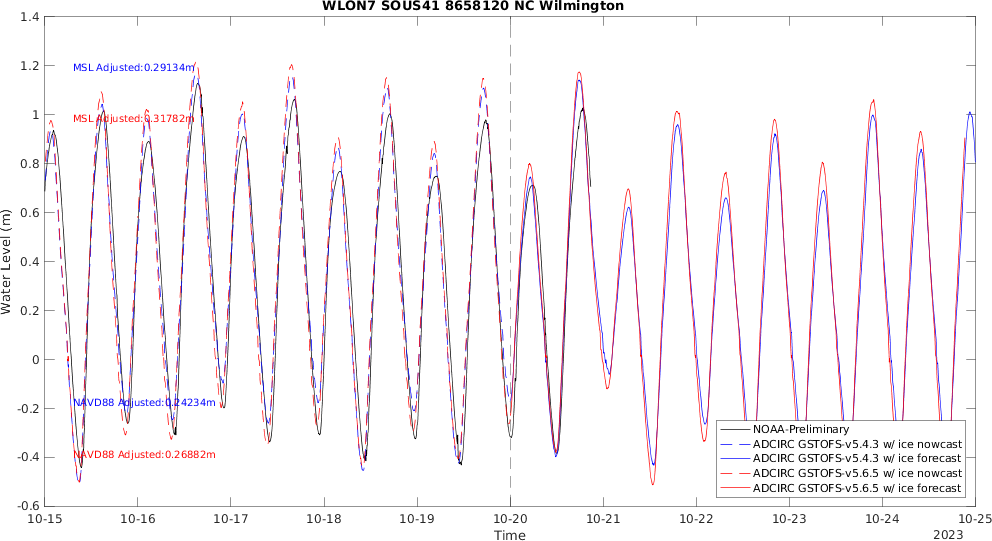 WLON7 SOUS41 8658120 NC Wilmington
1.4
1.2
1
0.8
0.6
0.4
0.2
0
-0.2
-0.4
-0.6
Water Level (m)
MSL Adjusted:0.29134m
MSL Adjusted:0.31782m
NAVD88 Adjusted:0.24234m
NAVD88 Adjusted:0.26882m
NOAA-Preliminary
ADCIRC GSTOFS-v5.4.3 w/ ice nowcast
ADCIRC GSTOFS-v5.4.3 w/ ice forecast
ADCIRC GSTOFS-v5.6.5 w/ ice nowcast
ADCIRC GSTOFS-v5.6.5 w/ ice forecast
10-15 10-16 10-17 10-18 10-19 10-20 10-21 10-22 10-23 10-24 10-25
Time
2023